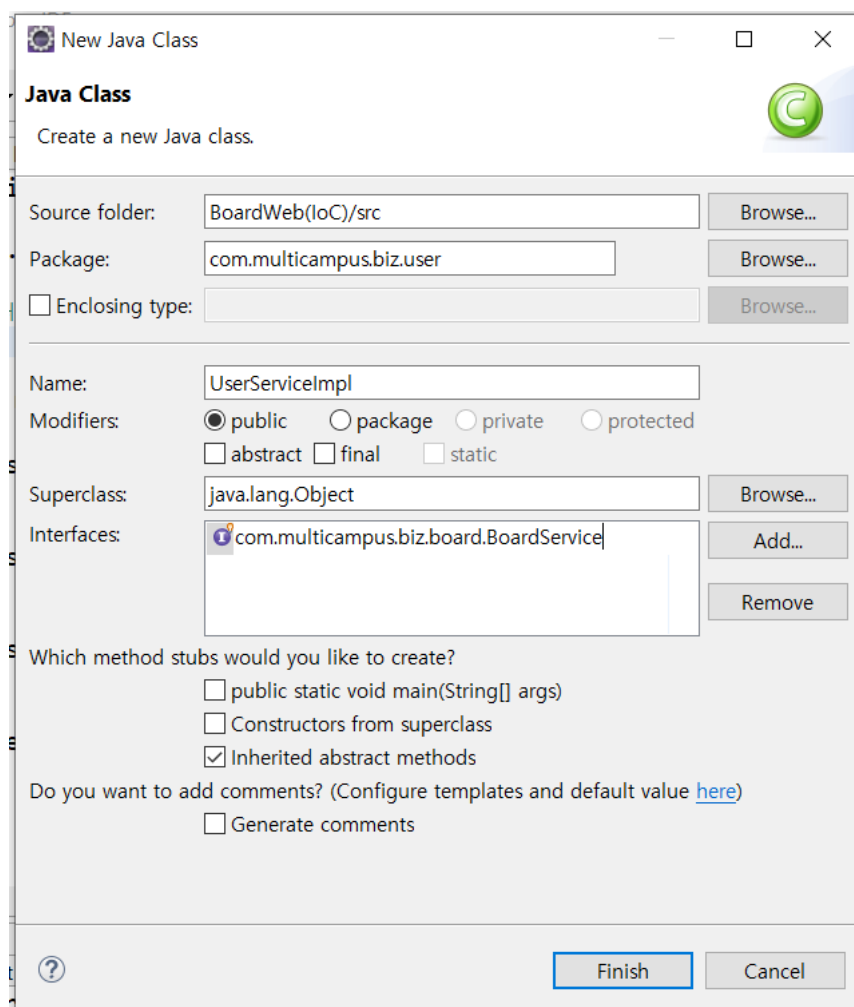 New Java Class
Java Class
Create a new Java class.
Source folder: BoardWeb(IoC)/src Browse...
Package: com.multicampus.biz.user Browse...
Enclosing type: Browse...
Name: UserServiceImpl
Modifiers: public package private protected
abstract final static
Superclass: java.lang.Object Browse...
Interfaces: com.multicampus.biz.board.BoardService Add...
Remove
Which method stubs would you like to create?
public static void main(String[] args)
Constructors from superclass
Inherited abstract methods
Do you want to add comments? (Configure templates and default value here)
Generate comments
Finish Cancel